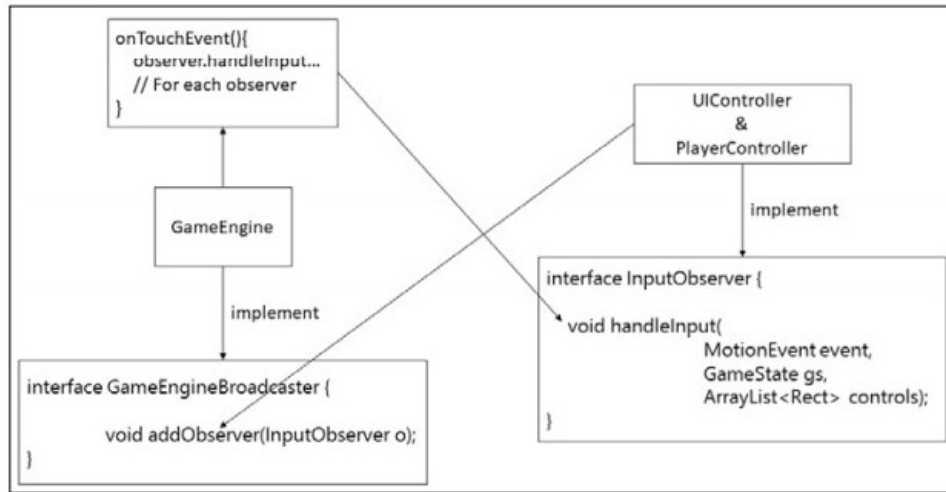 onTouchEvent(){
observer.handleInput...
// For each observer
}
UIController
&
PlayerController
GameEngine
implement
implement
interface InputObserver {
void handleInput(
MotionEvent event,
GameState gs,
ArrayList<Rect> controls);
}
interface GameEngineBroadcaster {
void addObserver(InputObserver o);
}